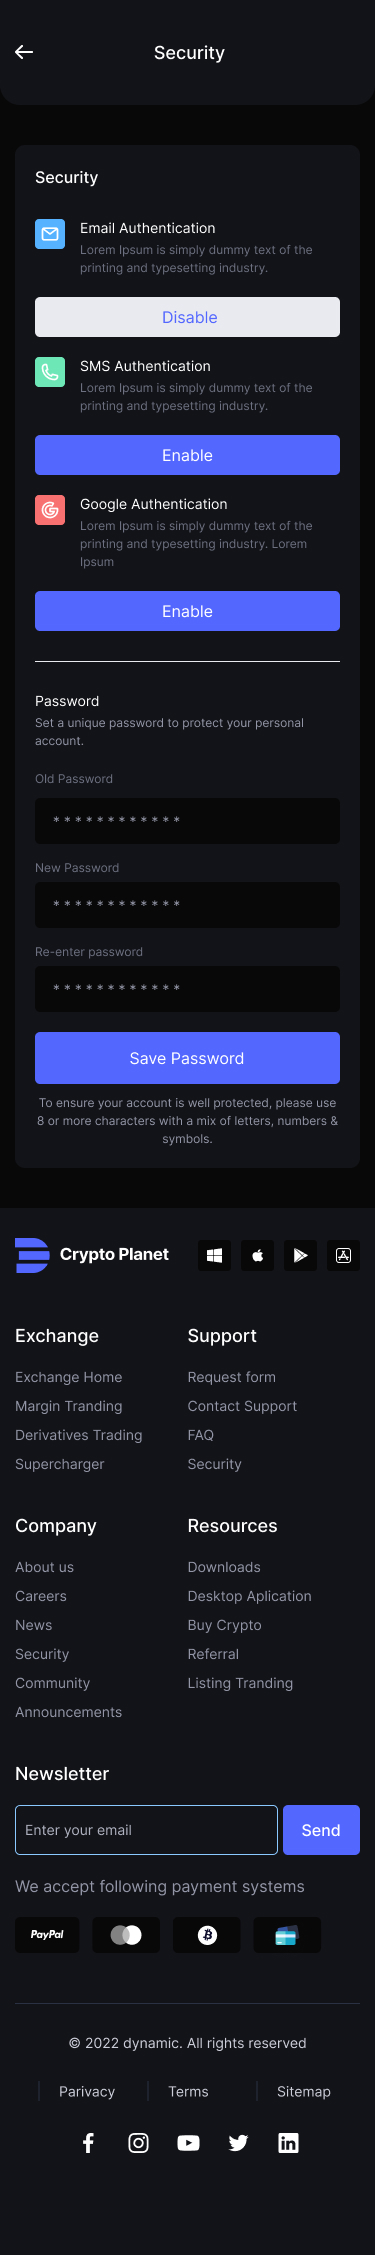 Security
Security
Email Authentication
Lorem Ipsum is simply dummy text of the
printing and typesetting industry.
Disable
SMS Authentication
Lorem Ipsum is simply dummy text of the
printing and typesetting industry.
Enable
Google Authentication
Lorem Ipsum is simply dummy text of the
printing and typesetting industry. Lorem
Ipsum
Enable
Password
Set a unique password to protect your personal
account.
Old Password
* * * * * * * * * * * *
New Password
* * * * * * * * * * * *
Re-enter password
* * * * * * * * * * * *
Save Password
To ensure your account is well protected, please use
8 or more characters with a mix of letters, numbers &
symbols.
Crypto Planet
Exchange
Exchange Home
Margin Tranding
Derivatives Trading
Supercharger
Support
Request form
Contact Support
FAQ
Security
Company
About us
Careers
News
Security
Community
Announcements
Resources
Downloads
Desktop Aplication
Buy Crypto
Referral
Listing Tranding
Newsletter
Enter your email
Send
We accept following payment systems
PayPal
© 2022 dynamic. All rights reserved
Parivacy
Terms
Sitemap